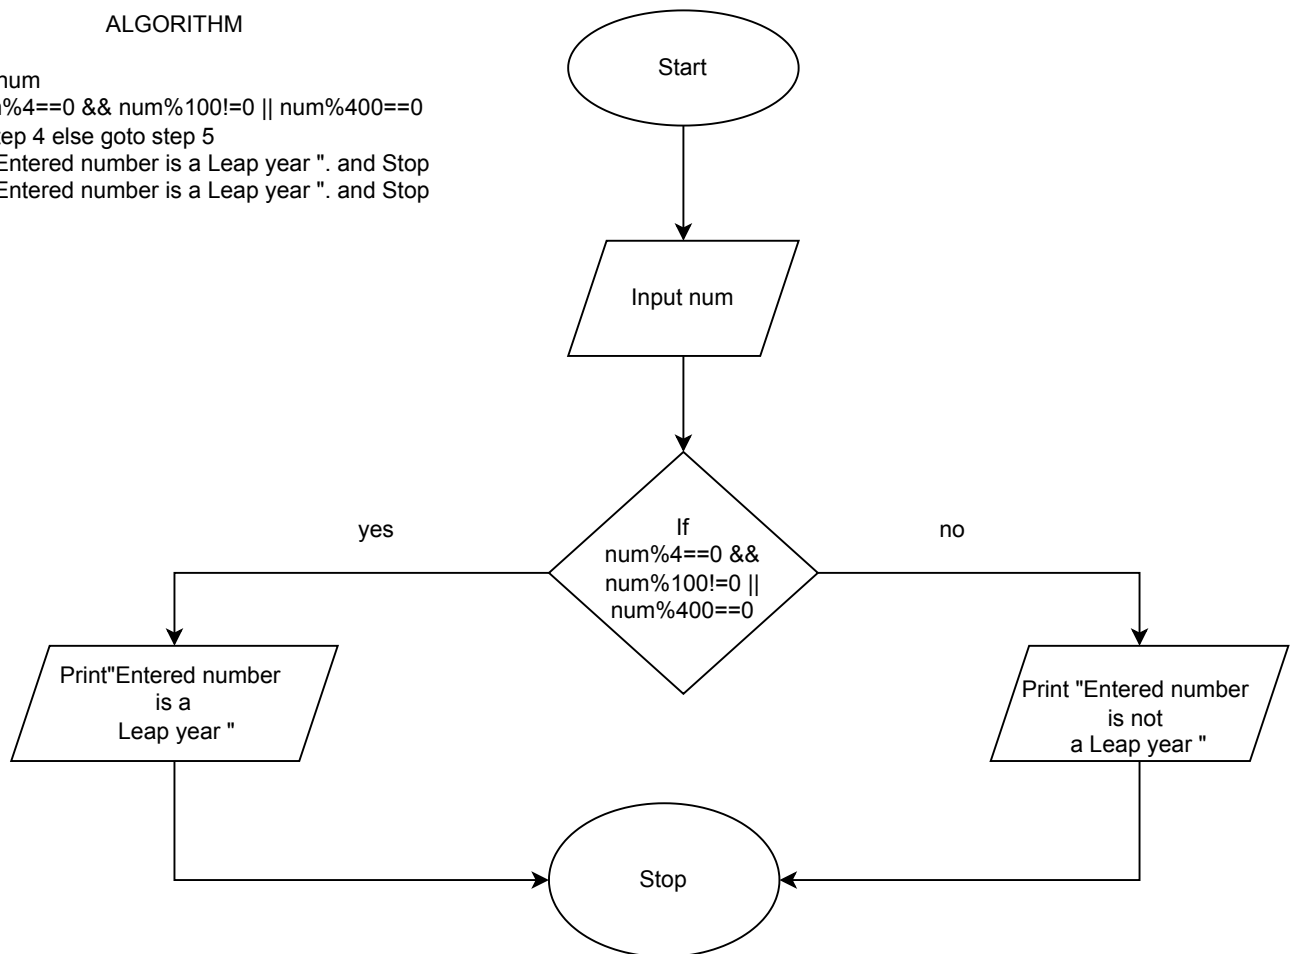 ALGORITHM
num
%4==0 && num%100!=0 || num%400==0
step 4 else goto step 5
Entered number is a Leap year ". and Stop
Entered number is a Leap year ". and Stop
Start
Input num
yes
If
num%4==0 &&
num%100!=0 ||
num%400==0
no
Print"Entered number
is a
Leap year "
Print "Entered number
is not
a Leap year "
Stop